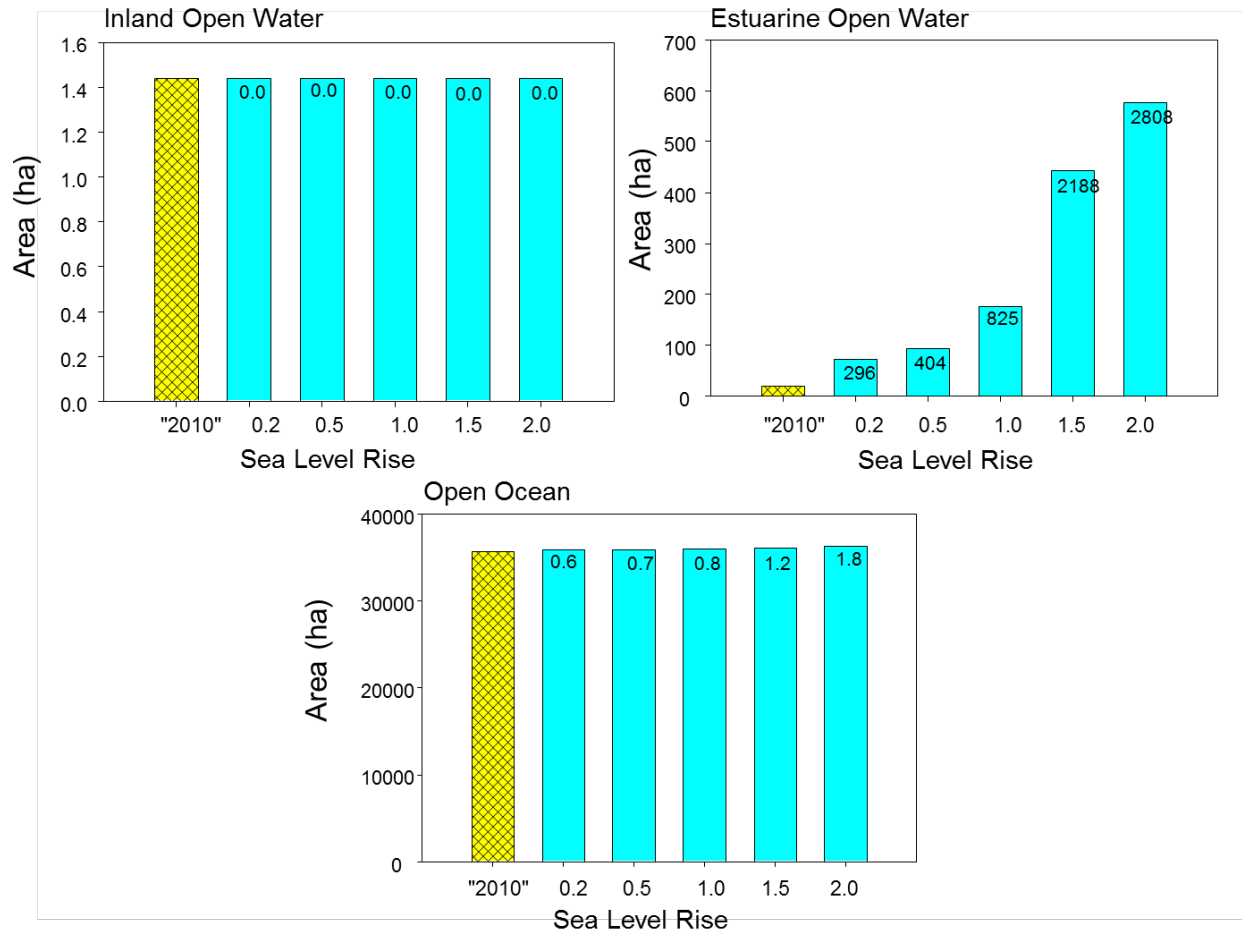 Inland Open Water
Area (ha)
1.6
1.4
1.2
1.0
0.8
0.6
0.4
0.2
0.0
0.0 0.0 0.0 0.0 0.0
"2010" 0.2 0.5 1.0 1.5 2.0
Sea Level Rise
Estuarine Open Water
Area (ha)
700
600
500
400
300
200
100
0
296 404 825 2188 2808
"2010" 0.2 0.5 1.0 1.5 2.0
Sea Level Rise
Open Ocean
Area (ha)
40000
30000
20000
10000
0
0.6 0.7 0.8 1.2 1.8
"2010" 0.2 0.5 1.0 1.5 2.0
Sea Level Rise